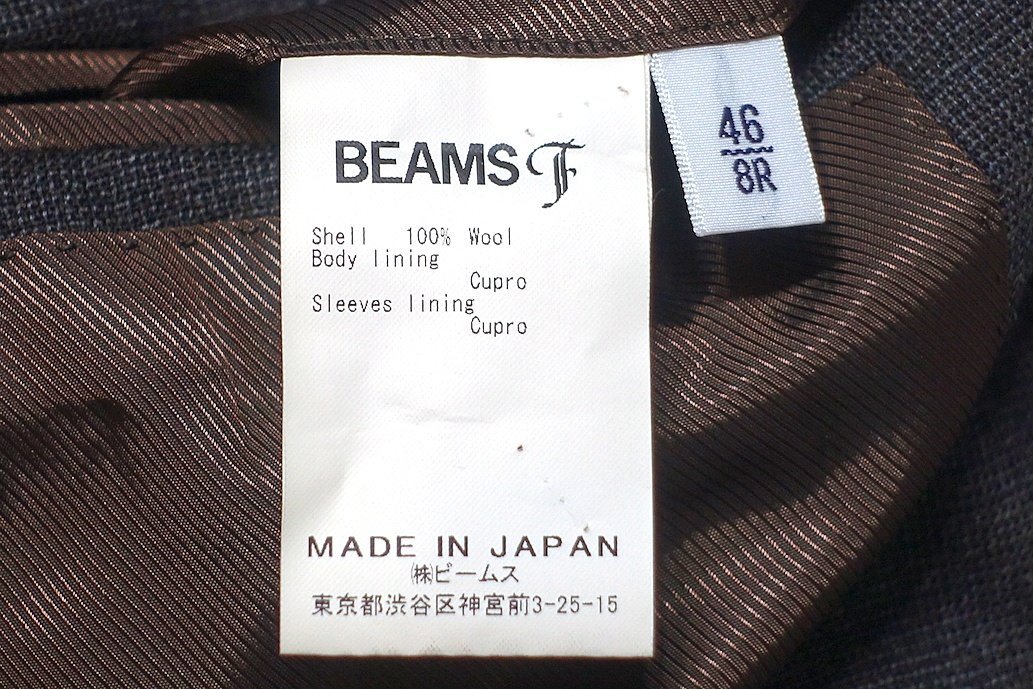 BEAMS F
Shell 100% Wool
Body lining
Cupro
Sleeves lining
Cupro
MADE IN JAPAN
㈱ビームス
東京都渋谷区神宮前3-25-15
46
8R